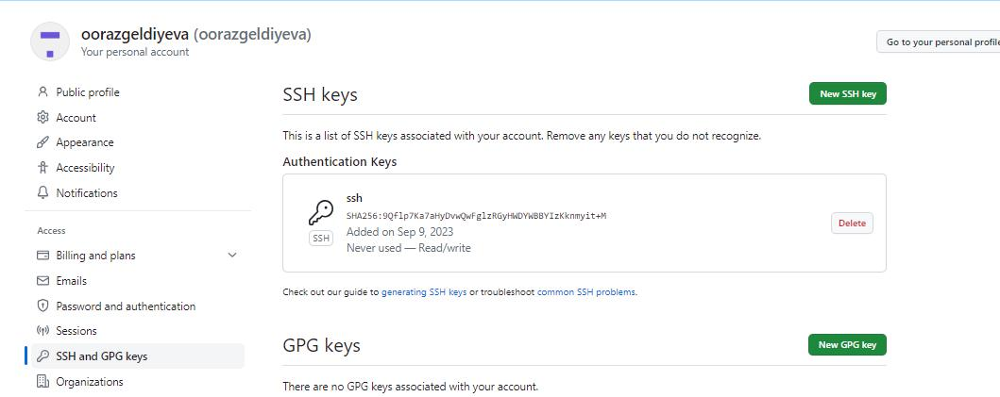 oorazgeldiyeva (oorazgeldiyeva)
Your personal account
Go to your personal profile
Public profile
Account
Appearance
Accessibility
Notifications
Access
Billing and plans
Emails
Password and authentication
Sessions
SSH and GPG keys
Organizations
SSH keys
New SSH key
This is a list of SSH keys associated with your account. Remove any keys that you do not recognize.
Authentication Keys
ssh
SHA256:9Qflp7Ka7aHyDvwQwFglzRGyHWDYWBBYIzKknmyit+M
SSH
Added on Sep 9, 2023
Never used — Read/write
Delete
Check out our guide to generating SSH keys or troubleshoot common SSH problems.
GPG keys
New GPG key
There are no GPG keys associated with your account.